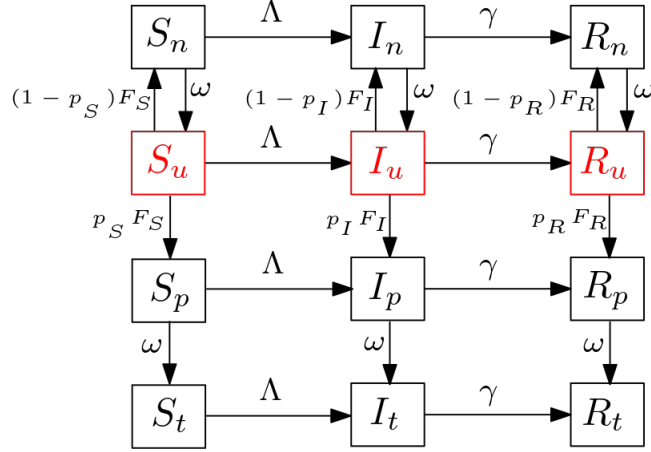 S_n Λ I_n γ R_n
(1 - p_S)F_S ω (1 - p_I)F_I ω (1 - p_R)F_R ω
S_u Λ I_u γ R_u
p_S F_S p_I F_I p_R F_R
S_p Λ I_p γ R_p
ω ω ω
S_t Λ I_t γ R_t